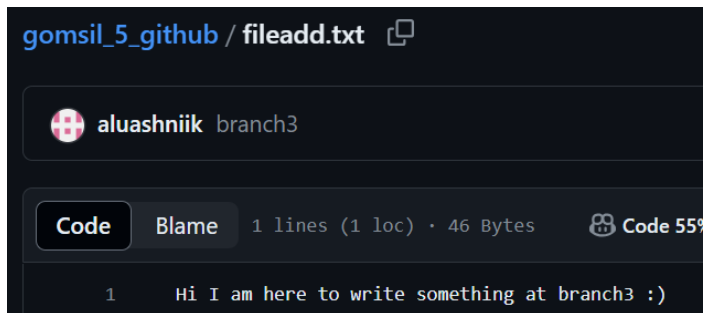 gomsil_5_github / fileadd.txt
aluashniik branch3
Code Blame 1 lines (1 loc) · 46 Bytes Code 55%
1 Hi I am here to write something at branch3 :)